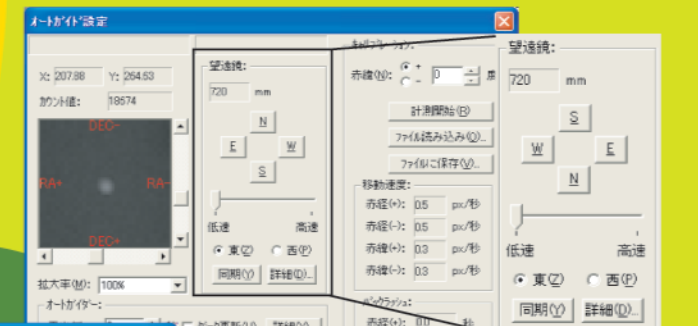 オートガイド設定
X: 207.88 Y: 264.53
カウント値: 18574
DEC-
RA+ RA-
DEC+
拡大率(M): 100%
オートガイダー:
望遠鏡:
720 mm
N
E W
S
低速 高速
東(Z) 西(P)
同期(Y) 詳細(D)...
キャリブレーション:
赤緯(N): + - 0 度
計測開始(R)
ファイル読み込み(O)...
ファイルに保存(V)...
移動速度:
赤経(+): 0.5 px/秒
赤経(-): 0.5 px/秒
赤緯(+): 0.3 px/秒
赤緯(-): 0.3 px/秒
バックラッシュ:
赤経(+): 0.0 秒
望遠鏡:
720 mm
S
W E
N
低速 高速
東(Z) 西(P)
同期(Y) 詳細(D)...